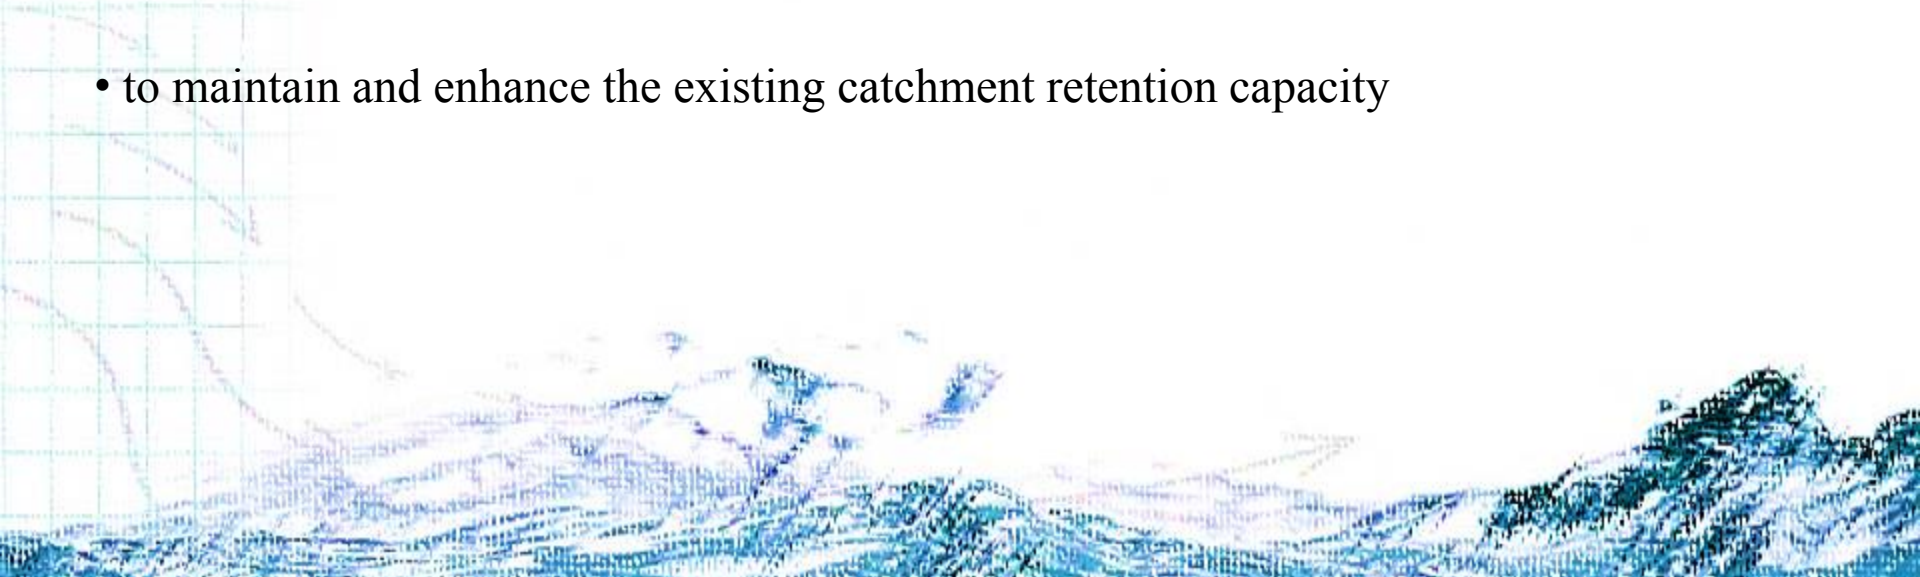 • to maintain and enhance the existing catchment retention capacity